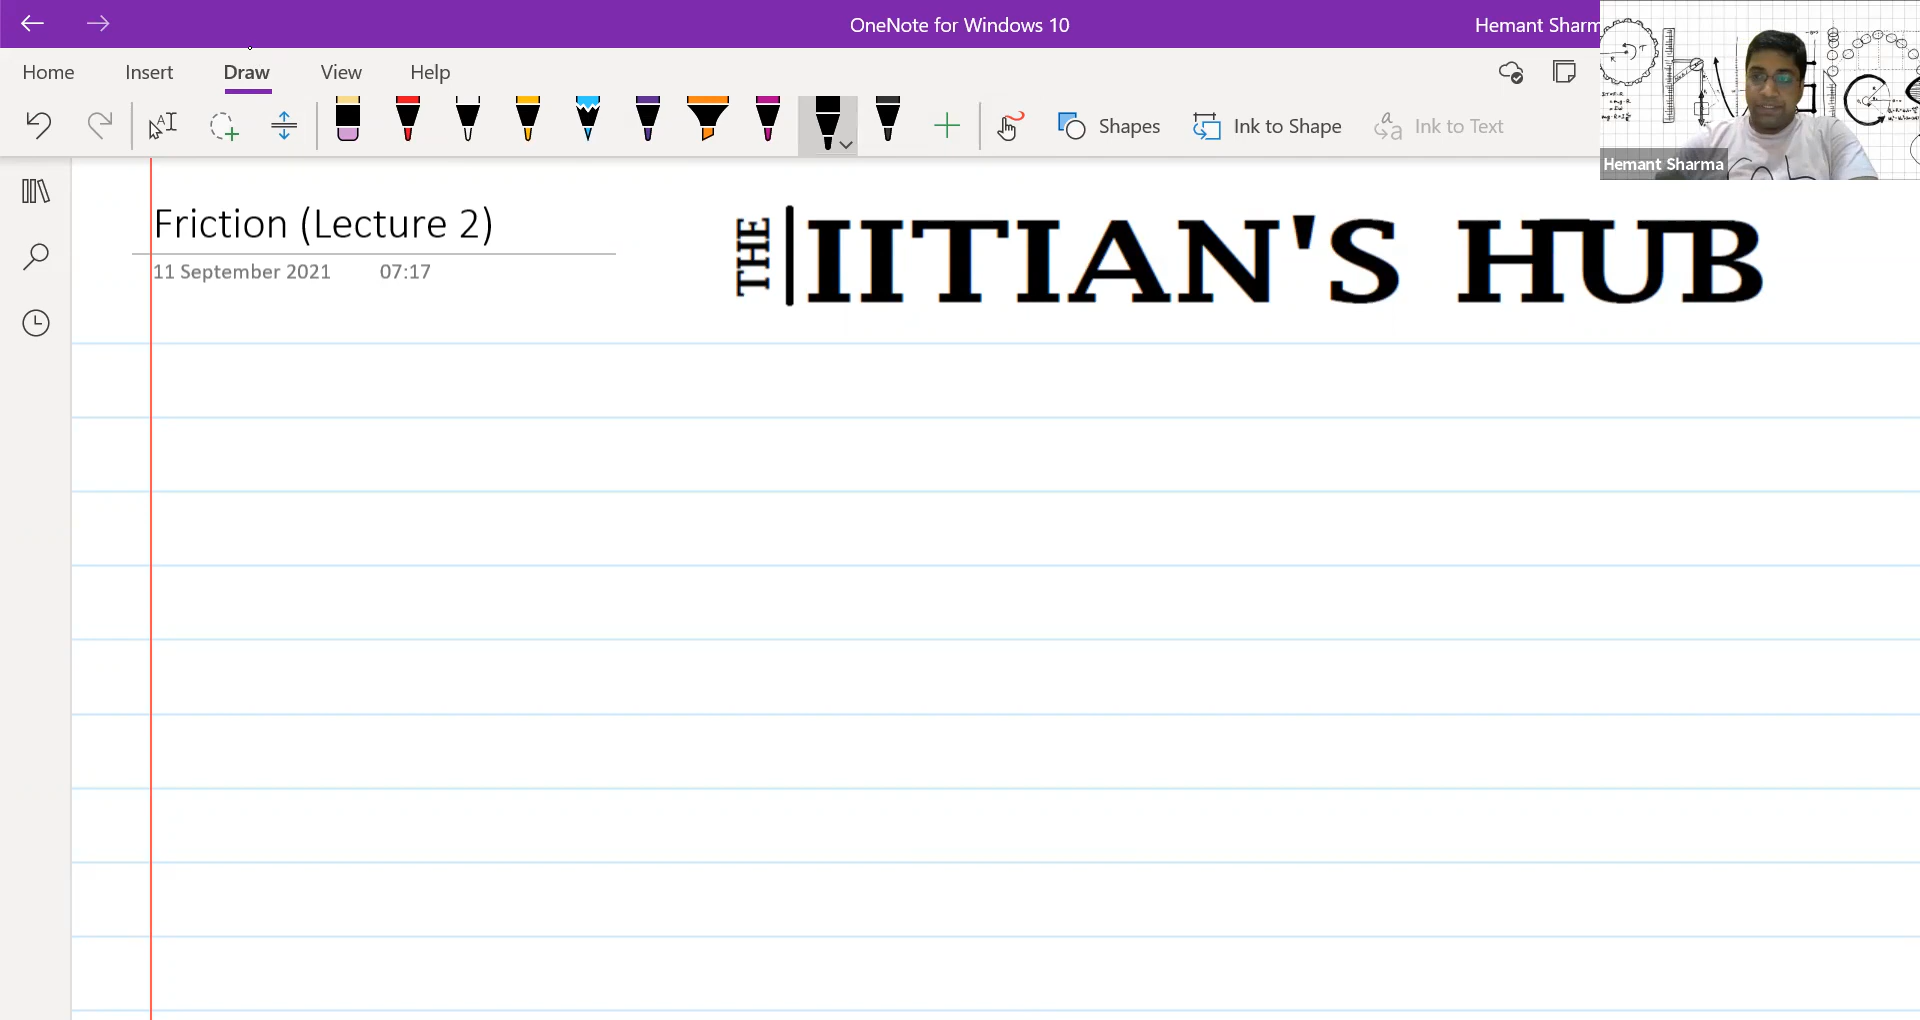 OneNote for Windows 10
Hemant Sharm
Home Insert Draw View Help
Shapes Ink to Shape Ink to Text
Hemant Sharma
Friction (Lecture 2)
11 September 2021 07:17
THE IITIAN'S HUB